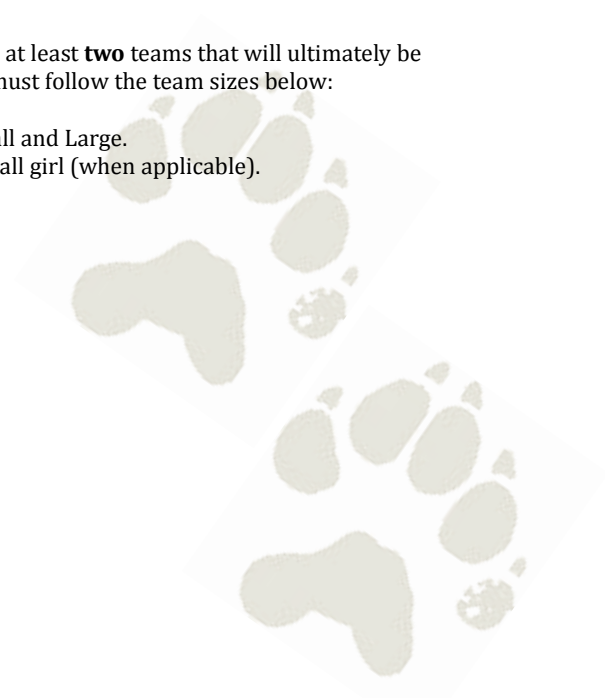 at least two teams that will ultimately be
must follow the team sizes below:
ll and Large.
all girl (when applicable).